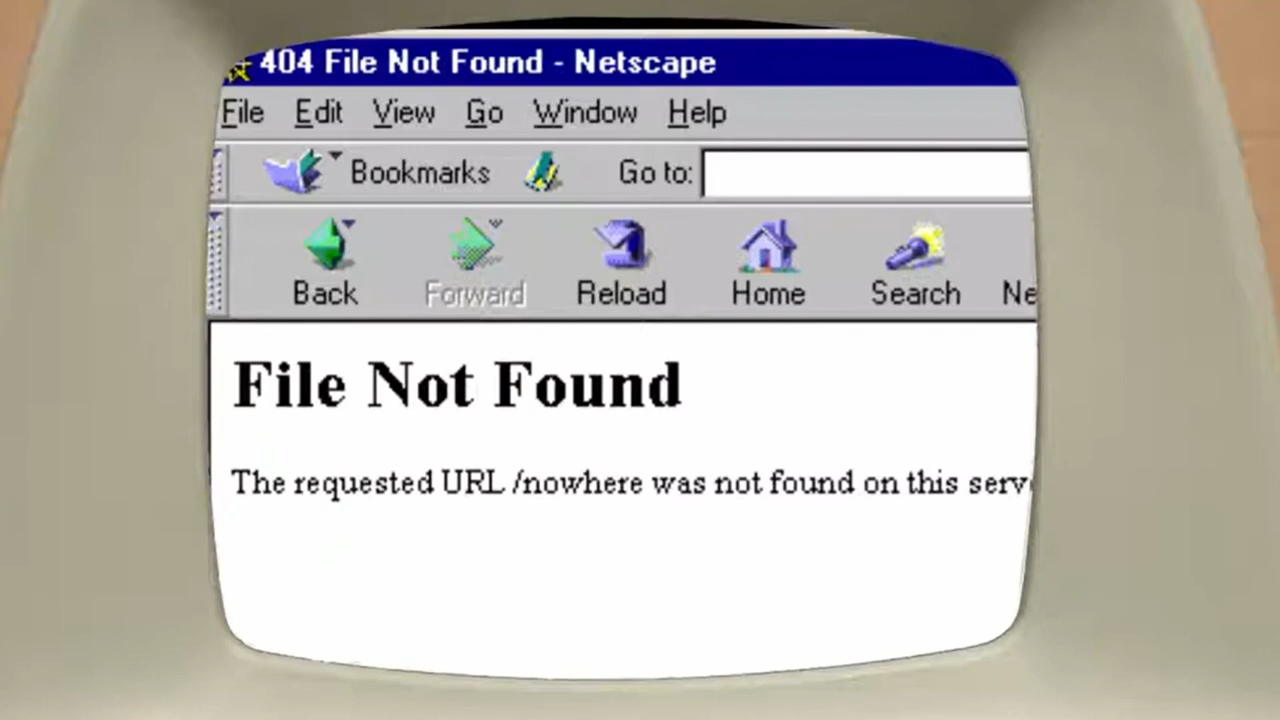 404 File Not Found - Netscape
File Edit View Go Window Help
Bookmarks Go to:
Back Forward Reload Home Search
File Not Found
The requested URL /nowhere was not found on this